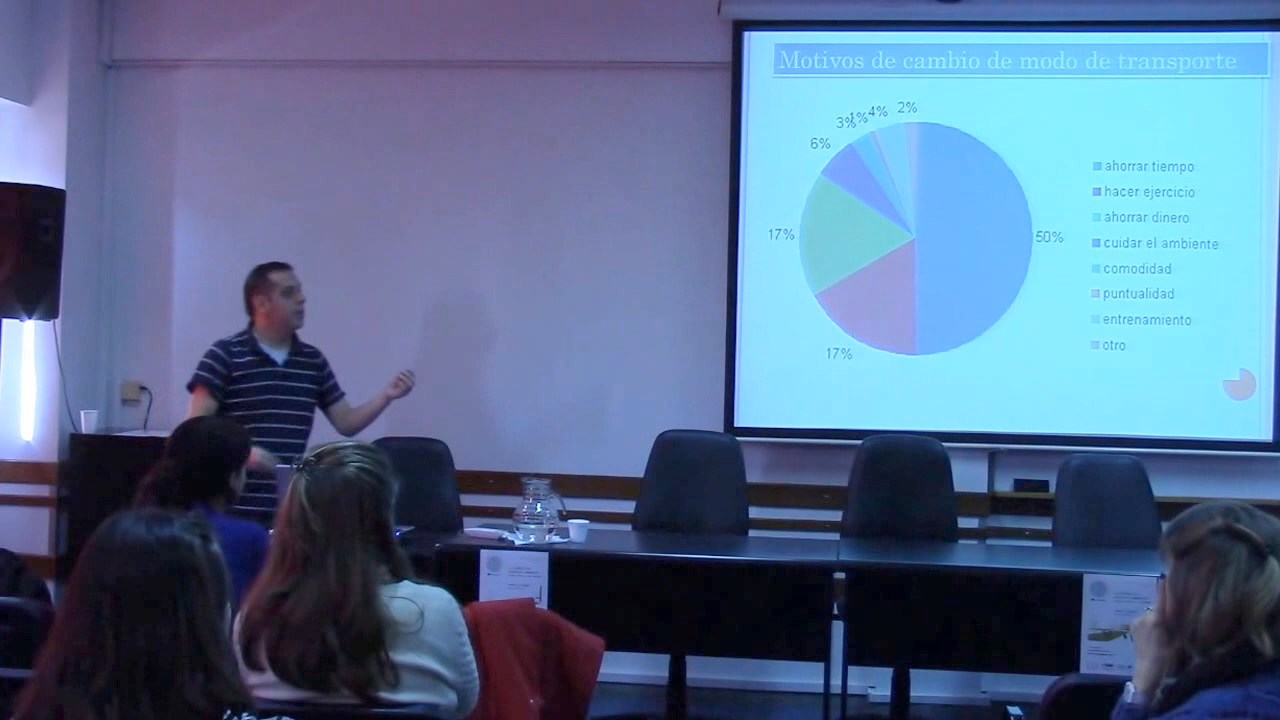 Motivos de cambio de modo de transporte
2%
4%
1%
3%
6%
17%
17%
50%
ahorrar tiempo
hacer ejercicio
ahorrar dinero
cuidar el ambiente
comodidad
puntualidad
entrenamiento
otro